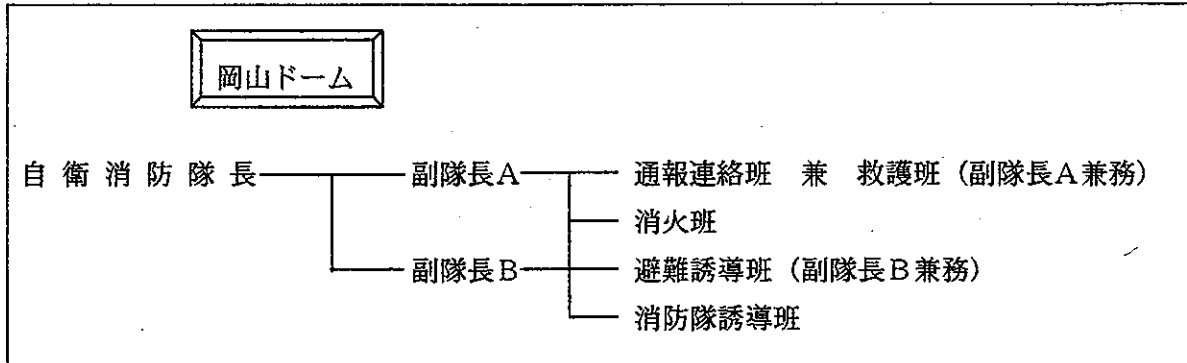 岡山ドーム
自衛消防隊長 副隊長A 通報連絡班 兼 救護班 (副隊長A兼務)
消火班
副隊長B 避難誘導班 (副隊長B兼務)
消防隊誘導班